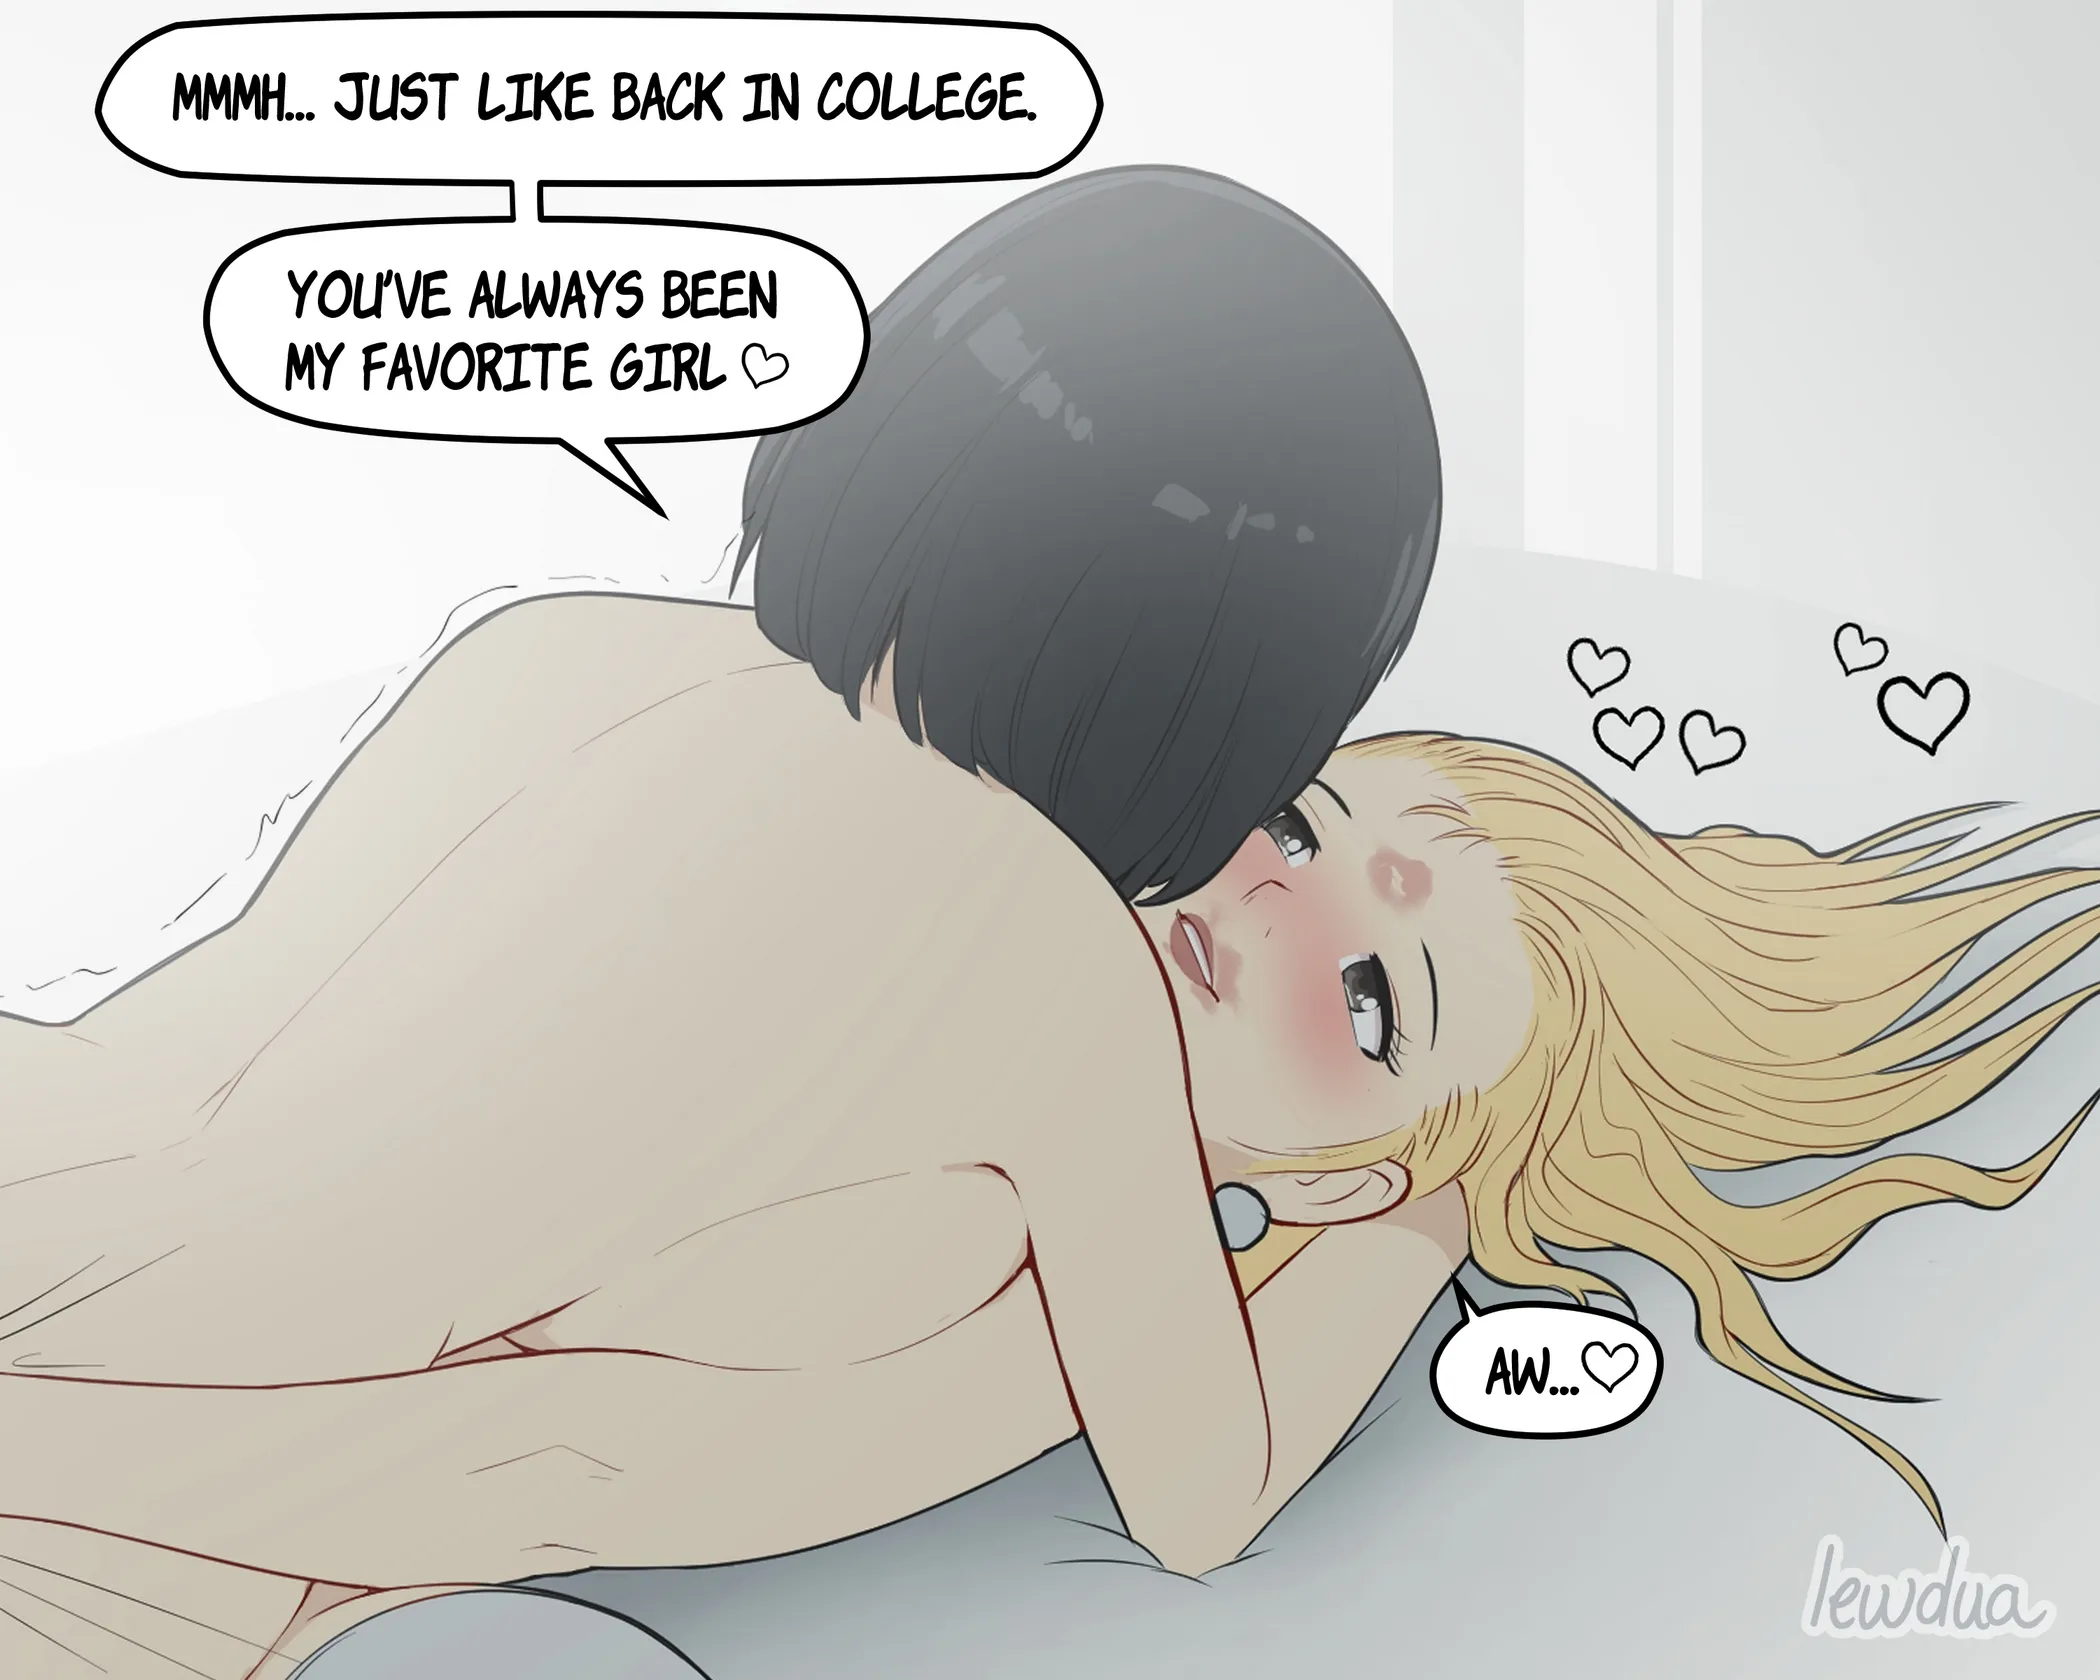 MMMH... JUST LIKE BACK IN COLLEGE.
YOU'VE ALWAYS BEEN
MY FAVORITE GIRL ♡
AW...♡
lewdua